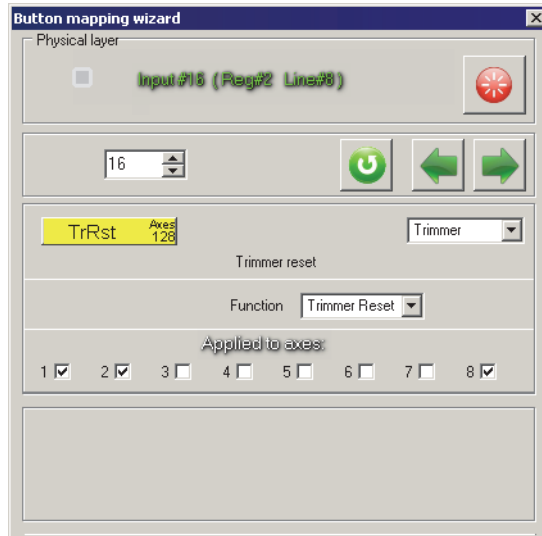 Button mapping wizard
Physical layer
Input#16 (Reg#2 Line#8)
16
TrRst Axes 128 Trimmer
Trimmer reset
Function Trimmer Reset
Applied to axes:
1 2 3 4 5 6 7 8